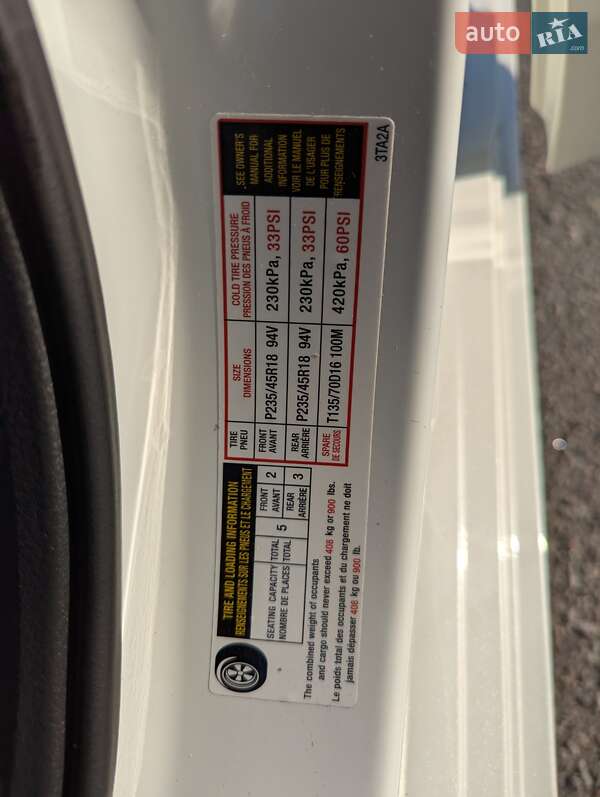 auto RIA .com
TIRE AND LOADING INFORMATION
RENSEIGNEMENTS SUR LES PNEUS ET LE CHARGEMENT
SEATING CAPACITY TOTAL 5 FRONT 2 REAR 3
NOMBRE DE PLACES TOTAL AVANT ARRIÈRE
The combined weight of occupants
and cargo should never exceed 408 kg or 900 lbs.
Le poids total des occupants et du chargement ne doit
jamais dépasser 408 kg ou 900 lb.
TIRE SIZE COLD TIRE PRESSURE
PNEU DIMENSIONS PRESSION DES PNEUS À FROID
FRONT
AVANT P235/45R18 94V 230kPa, 33PSI
REAR
ARRIÈRE P235/45R18 94V 230kPa, 33PSI
SPARE
DE SECOURS T135/70D16 100M 420kPa, 60PSI
SEE OWNER'S
MANUAL FOR
ADDITIONAL
INFORMATION
VOIR LE MANUEL
DE L'USAGER
POUR PLUS DE
RENSEIGNEMENTS
3TA2A